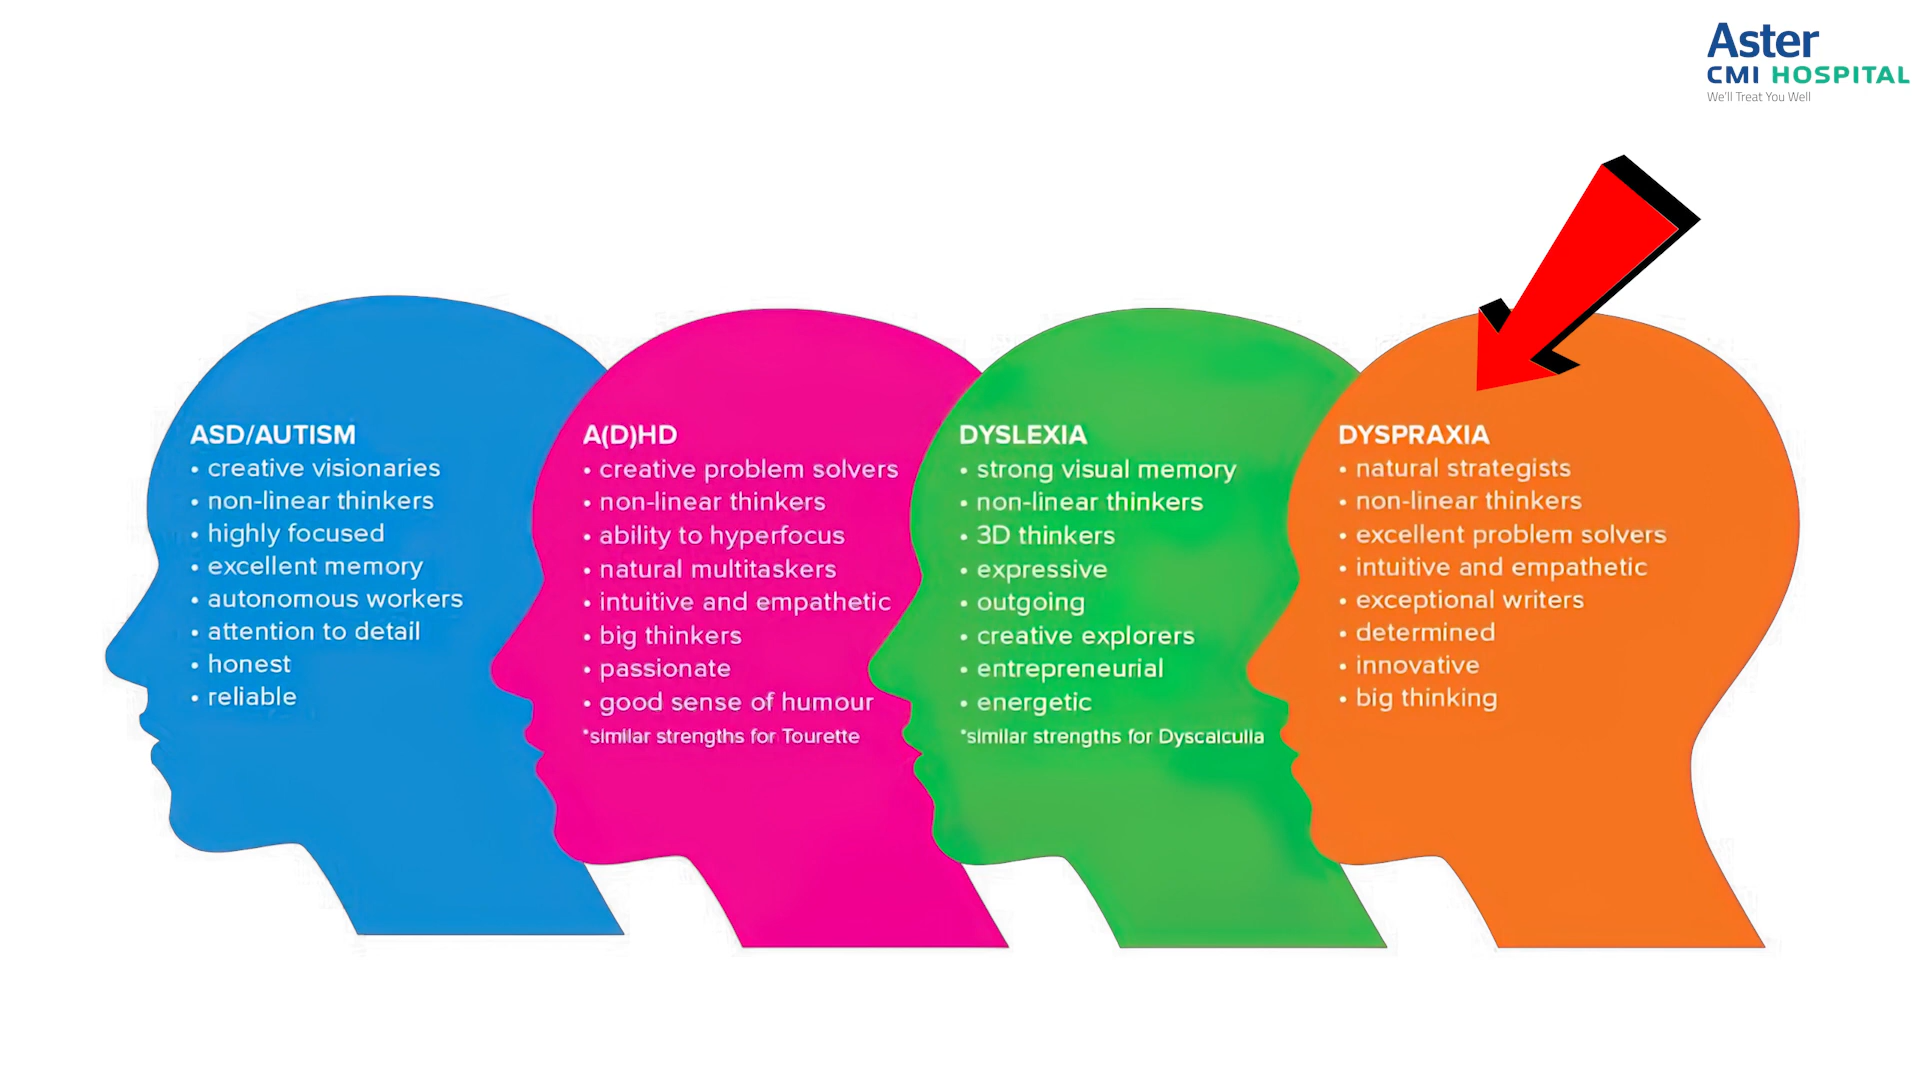 Aster
CMI HOSPITAL
We'll Treat You Well
ASD/AUTISM
• creative visionaries
• non-linear thinkers
• highly focused
• excellent memory
• autonomous workers
• attention to detail
• honest
• reliable
A(D)HD
• creative problem solvers
• non-linear thinkers
• ability to hyperfocus
• natural multitaskers
• intuitive and empathetic
• big thinkers
• passionate
• good sense of humour
*similar strengths for Tourette
DYSLEXIA
• strong visual memory
• non-linear thinkers
• 3D thinkers
• expressive
• outgoing
• creative explorers
• entrepreneurial
• energetic
*similar strengths for Dyscalculia
DYSPRAXIA
• natural strategists
• non-linear thinkers
• excellent problem solvers
• intuitive and empathetic
• exceptional writers
• determined
• innovative
• big thinking